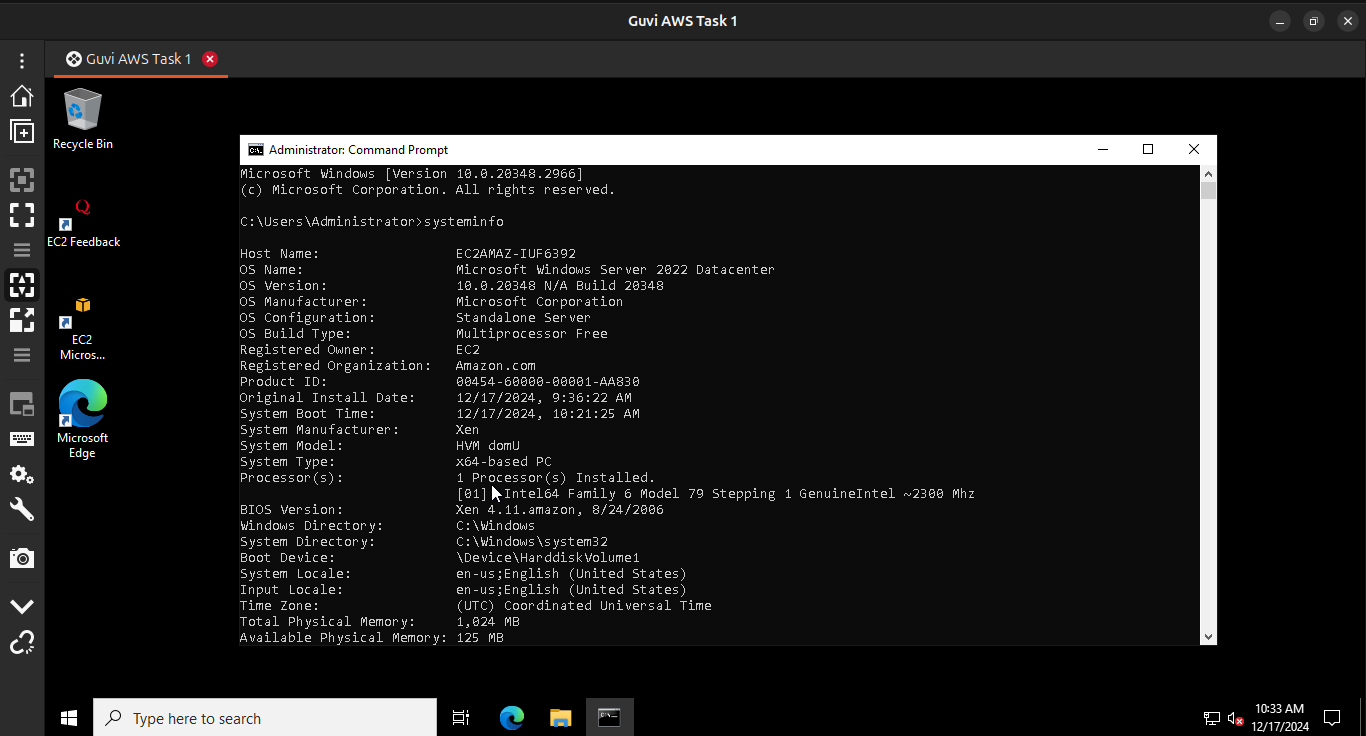 Guvi AWS Task 1
Guvi AWS Task 1
Recycle Bin
EC2 Feedback
EC2
Micros...
Microsoft
Edge
Administrator: Command Prompt
Microsoft Windows [Version 10.0.20348.2966]
(c) Microsoft Corporation. All rights reserved.
C:\Users\Administrator>systeminfo
Host Name: EC2AMAZ-IUF6392
OS Name: Microsoft Windows Server 2022 Datacenter
OS Version: 10.0.20348 N/A Build 20348
OS Manufacturer: Microsoft Corporation
OS Configuration: Standalone Server
OS Build Type: Multiprocessor Free
Registered Owner: EC2
Registered Organization: Amazon.com
Product ID: 00454-60000-00001-AA830
Original Install Date: 12/17/2024, 9:36:22 AM
System Boot Time: 12/17/2024, 10:21:25 AM
System Manufacturer: Xen
System Model: HVM domU
System Type: x64-based PC
Processor(s): 1 Processor(s) Installed.
[01]: Intel64 Family 6 Model 79 Stepping 1 GenuineIntel ~2300 Mhz
BIOS Version: Xen 4.11.amazon, 8/24/2006
Windows Directory: C:\Windows
System Directory: C:\Windows\system32
Boot Device: \Device\HarddiskVolume1
System Locale: en-us;English (United States)
Input Locale: en-us;English (United States)
Time Zone: (UTC) Coordinated Universal Time
Total Physical Memory: 1,024 MB
Available Physical Memory: 125 MB
Type here to search
10:33 AM
12/17/2024